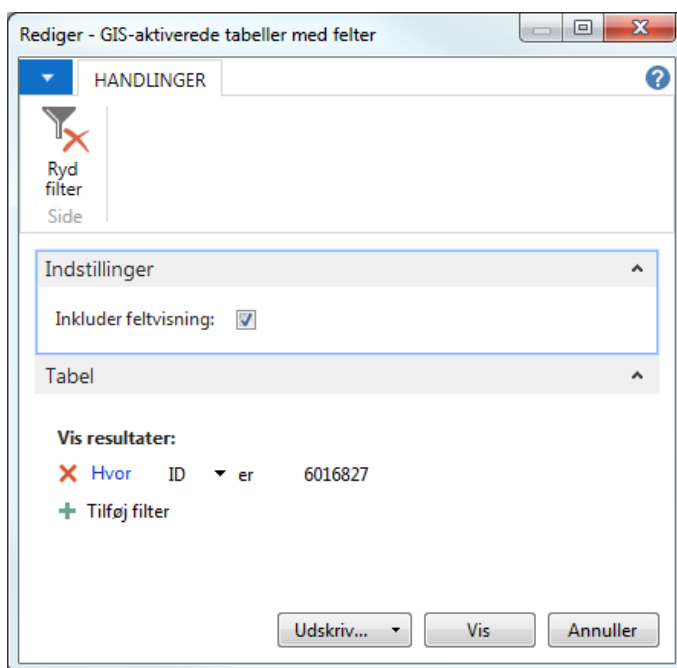 Rediger - GIS-aktiverede tabeller med felter
HANDLINGER
Ryd
filter
Side
Indstillinger
Inkluder feltvisning:
Tabel
Vis resultater:
Hvor ID er 6016827
Tilføj filter
Udskriv... Vis Annuller